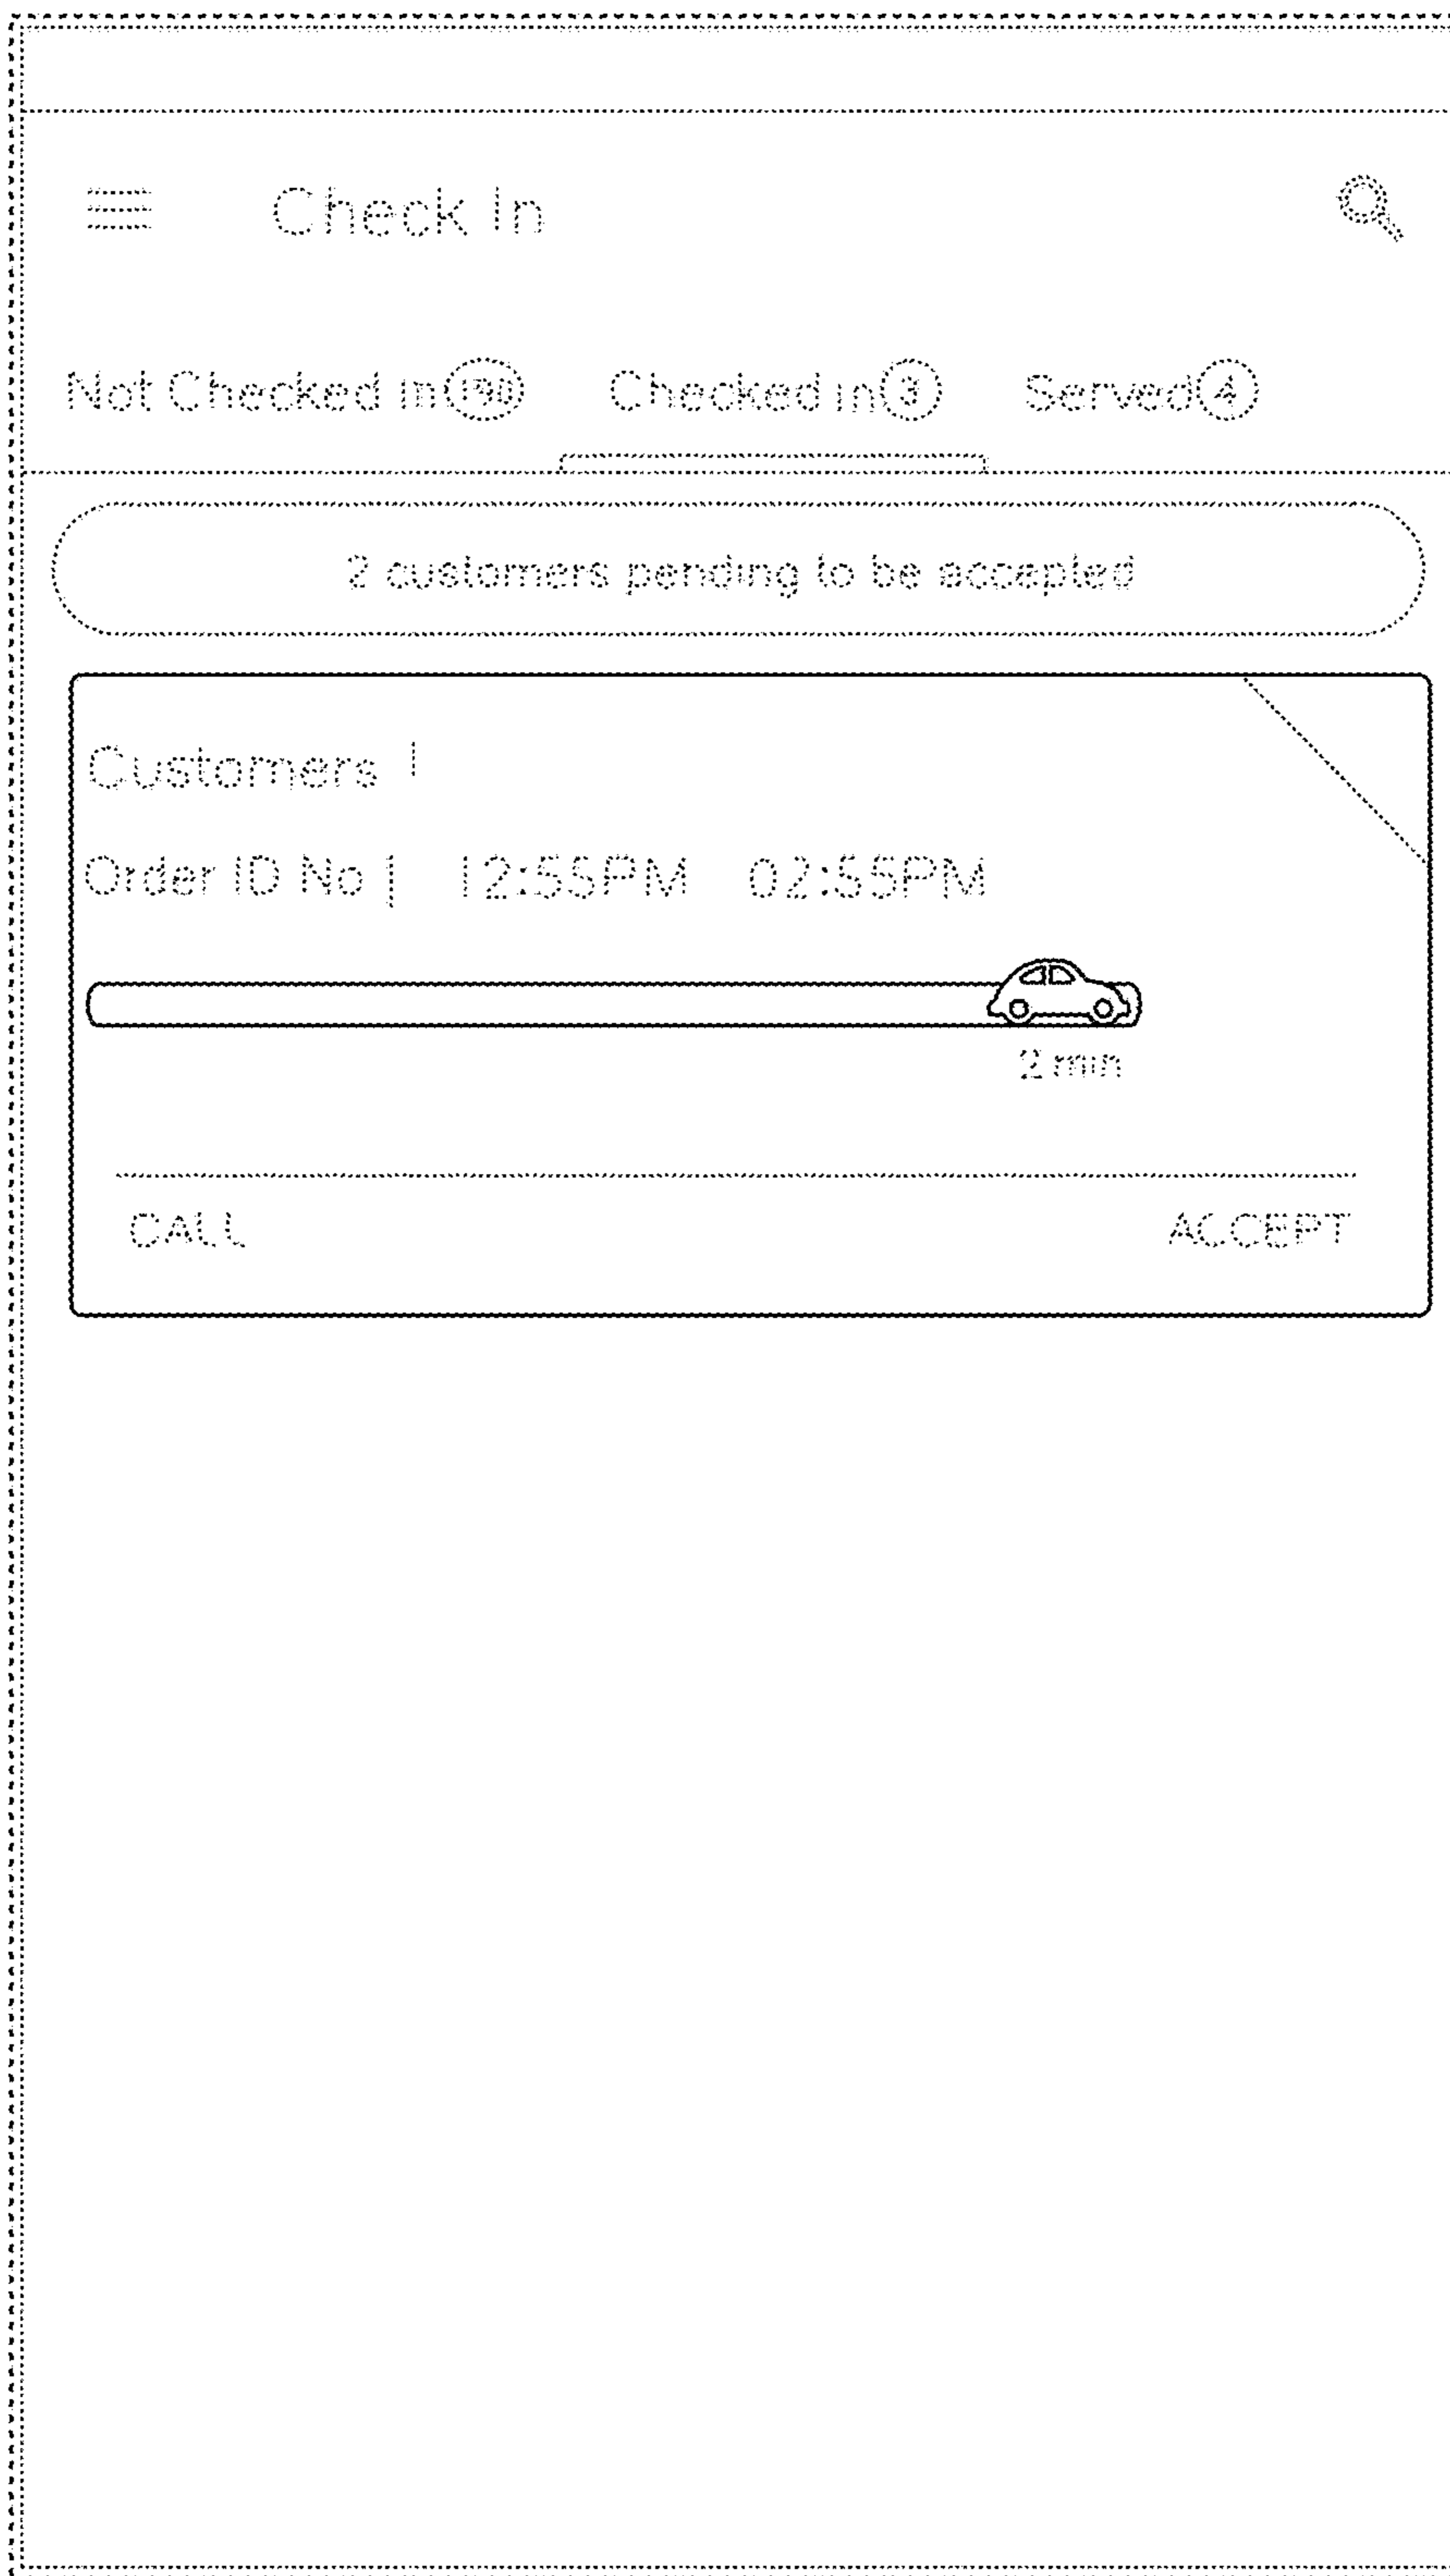 Check In
Not Checked in 190 Checked in 3 Served 4
2 customers pending to be accepted
Customers 1
Order ID No | 12:55PM 02:55PM
2 min
CALL ACCEPT